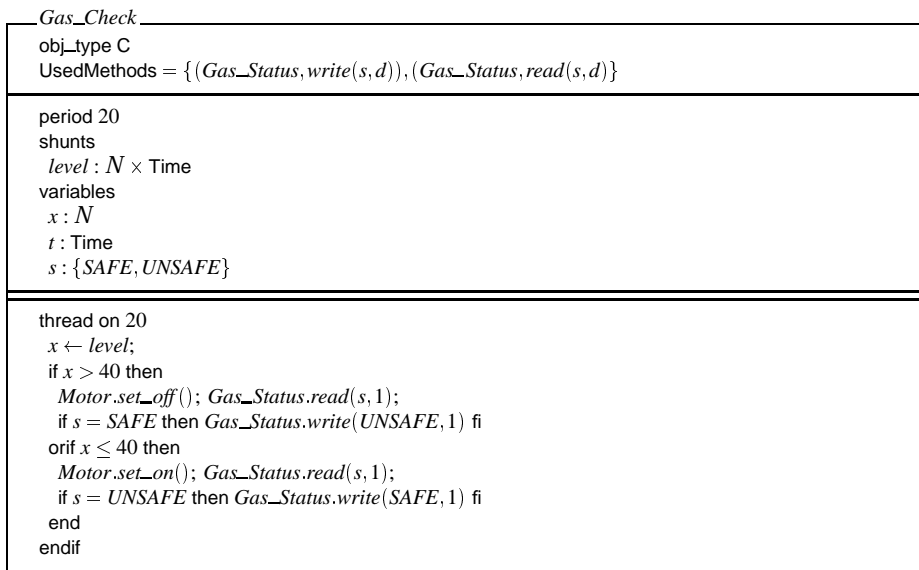 Gas_Check
obj_type C
UsedMethods = {(Gas_Status,write(s,d)),(Gas_Status,read(s,d)}
period 20
shunts
level : N × Time
variables
x : N
t : Time
s : {SAFE, UNSAFE}
thread on 20
x ← level;
if x > 40 then
Motor.set_off(); Gas_Status.read(s,1);
if s = SAFE then Gas_Status.write(UNSAFE,1) fi
orif x ≤ 40 then
Motor.set_on(); Gas_Status.read(s,1);
if s = UNSAFE then Gas_Status.write(SAFE,1) fi
end
endif